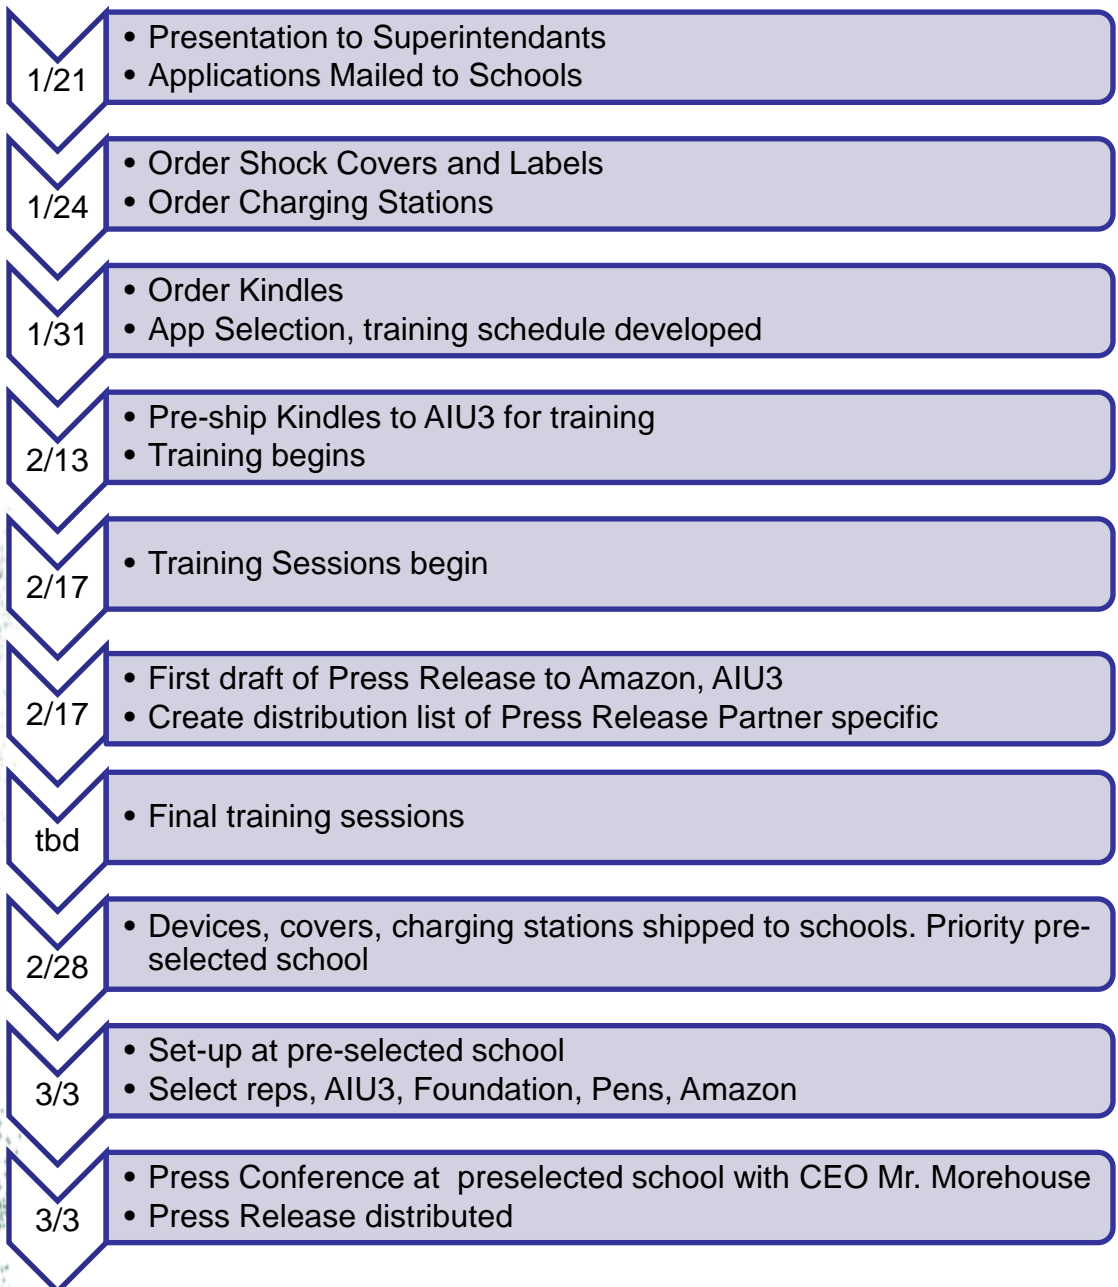 1/21
• Presentation to Superintendants
• Applications Mailed to Schools
1/24
• Order Shock Covers and Labels
• Order Charging Stations
1/31
• Order Kindles
• App Selection, training schedule developed
2/13
• Pre-ship Kindles to AIU3 for training
• Training begins
2/17
• Training Sessions begin
2/17
• First draft of Press Release to Amazon, AIU3
• Create distribution list of Press Release Partner specific
tbd
• Final training sessions
2/28
• Devices, covers, charging stations shipped to schools. Priority pre-
selected school
3/3
• Set-up at pre-selected school
• Select reps, AIU3, Foundation, Pens, Amazon
3/3
• Press Conference at  preselected school with CEO Mr. Morehouse
• Press Release distributed